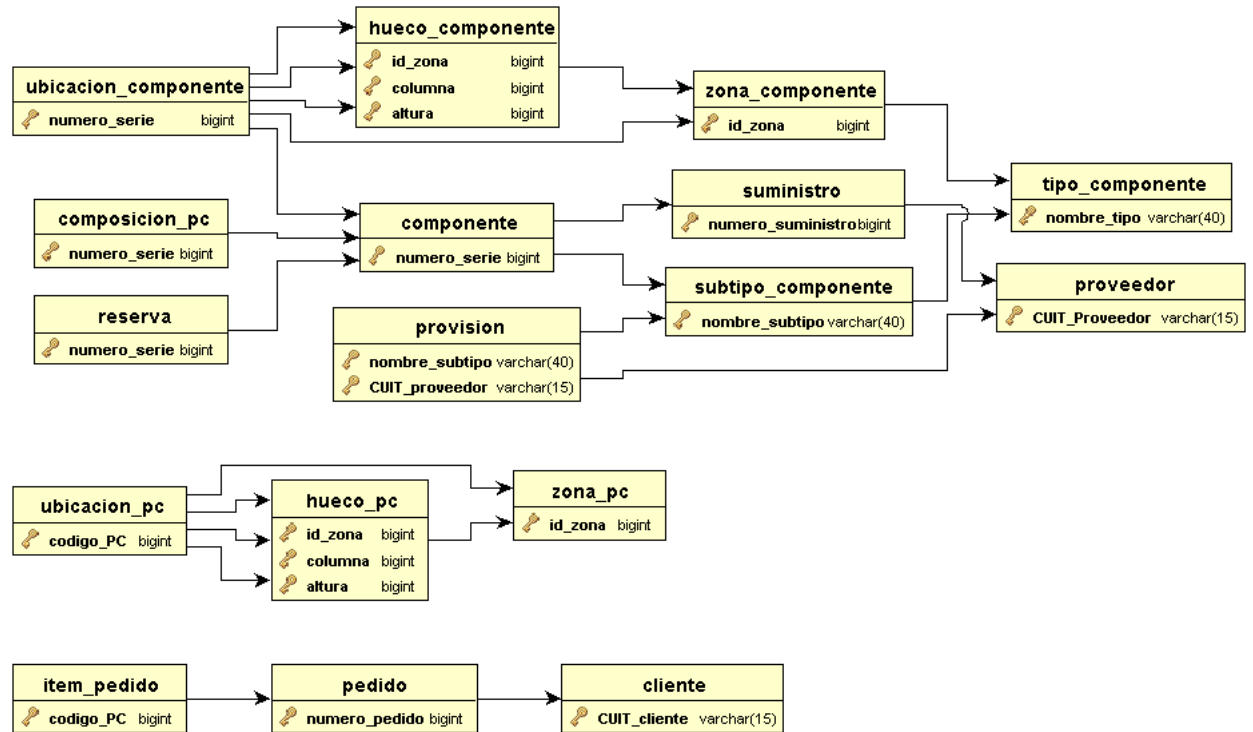 hueco_componente
id_zona bigint
columna bigint
altura bigint
ubicacion_componente
numero_serie bigint
zona_componente
id_zona bigint
tipo_componente
nombre_tipo varchar(40)
suministro
numero_suministro bigint
composicion_pc
numero_serie bigint
componente
numero_serie bigint
subtipo_componente
nombre_subtipo varchar(40)
proveedor
CUIT_Proveedor varchar(15)
reserva
numero_serie bigint
provision
nombre_subtipo varchar(40)
CUIT_proveedor varchar(15)
ubicacion_pc
codigo_PC bigint
hueco_pc
id_zona bigint
columna bigint
altura bigint
zona_pc
id_zona bigint
item_pedido
codigo_PC bigint
pedido
numero_pedido bigint
cliente
CUIT_cliente varchar(15)